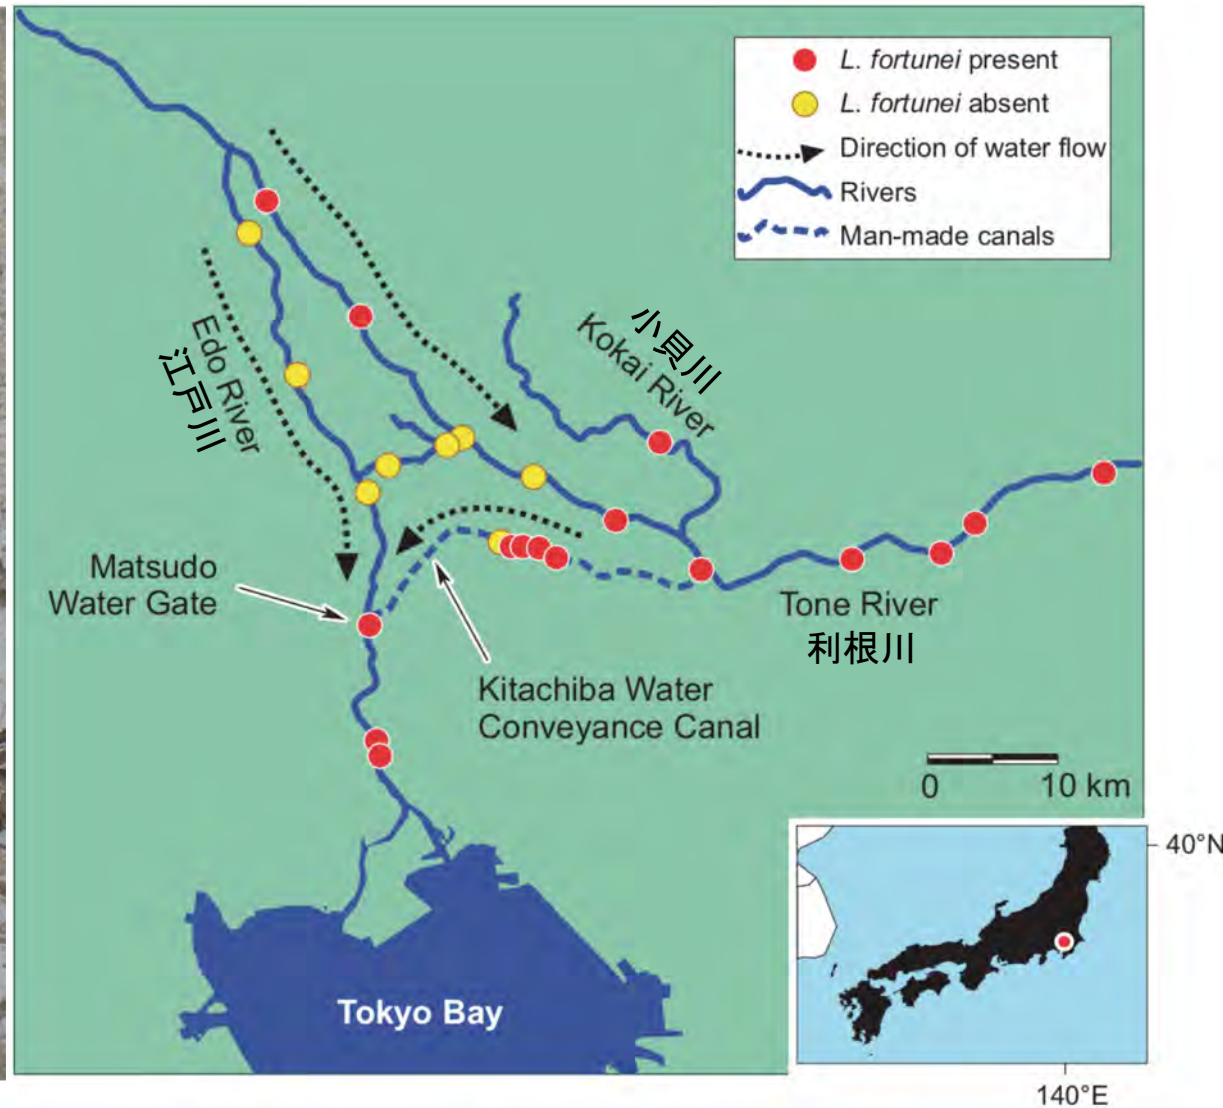 L. fortunei present
L. fortunei absent
Direction of water flow
Rivers
Man-made canals
Edo River
江戸川
小貝川
Kokai River
Matsudo
Water Gate
Tone River
利根川
Kitachiba Water
Conveyance Canal
0 10 km
Tokyo Bay
40°N
140°E